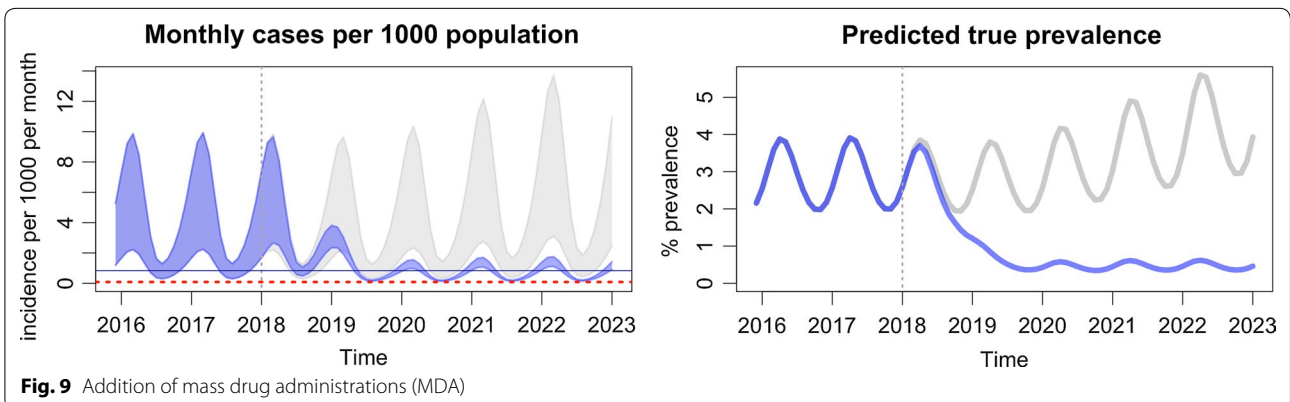 Monthly cases per 1000 population
incidence per 1000 per month
12
8
4
0
2016 2017 2018 2019 2020 2021 2022 2023
Time
Predicted true prevalence
% prevalence
5
4
3
2
1
0
2016 2017 2018 2019 2020 2021 2022 2023
Time
Fig. 9 Addition of mass drug administrations (MDA)